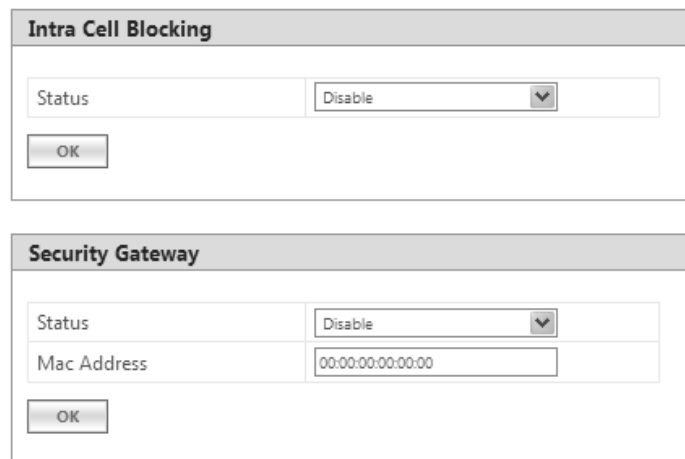 Intra Cell Blocking
Status Disable
OK
Security Gateway
Status Disable
Mac Address 00:00:00:00:00:00
OK